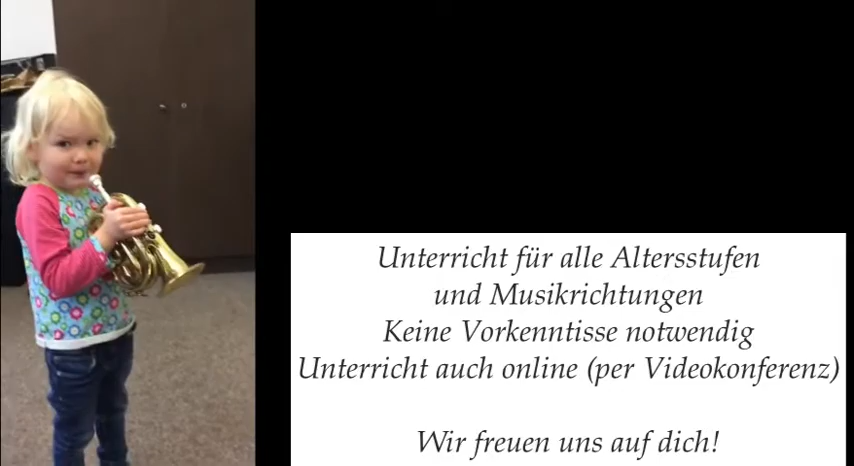 Unterricht für alle Altersstufen
und Musikrichtungen
Keine Vorkenntisse notwendig
Unterricht auch online (per Videokonferenz)
Wir freuen uns auf dich!